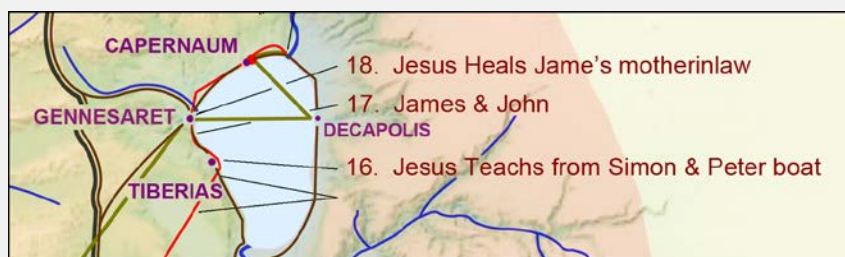 CAPERNAUM
18. Jesus Heals Jame's motherinlaw
17. James & John
GENNESARET
DECAPOLIS
16. Jesus Teachs from Simon & Peter boat
TIBERIAS